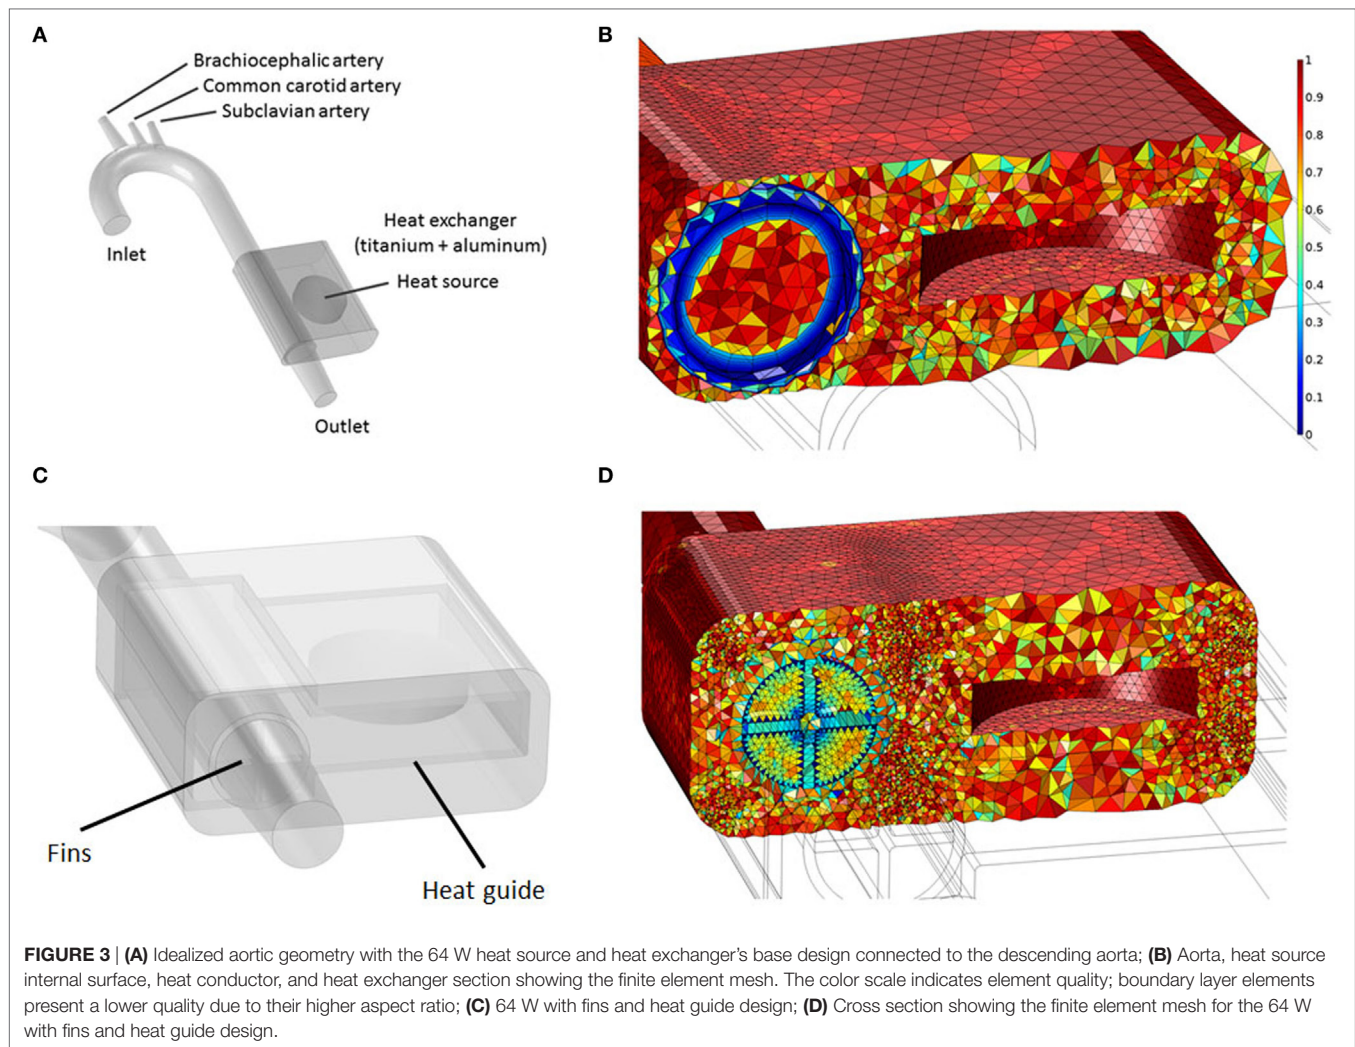 A
Brachiocephalic artery
Common carotid artery
Subclavian artery
Heat exchanger
(titanium + aluminum)
Heat source
Inlet
Outlet
B
1
0.9
0.8
0.7
0.6
0.5
0.4
0.3
0.2
0.1
0
C
Fins
Heat guide
D
FIGURE 3 | (A) Idealized aortic geometry with the 64 W heat source and heat exchanger's base design connected to the descending aorta; (B) Aorta, heat source
internal surface, heat conductor, and heat exchanger section showing the finite element mesh. The color scale indicates element quality; boundary layer elements
present a lower quality due to their higher aspect ratio; (C) 64 W with fins and heat guide design; (D) Cross section showing the finite element mesh for the 64 W
with fins and heat guide design.